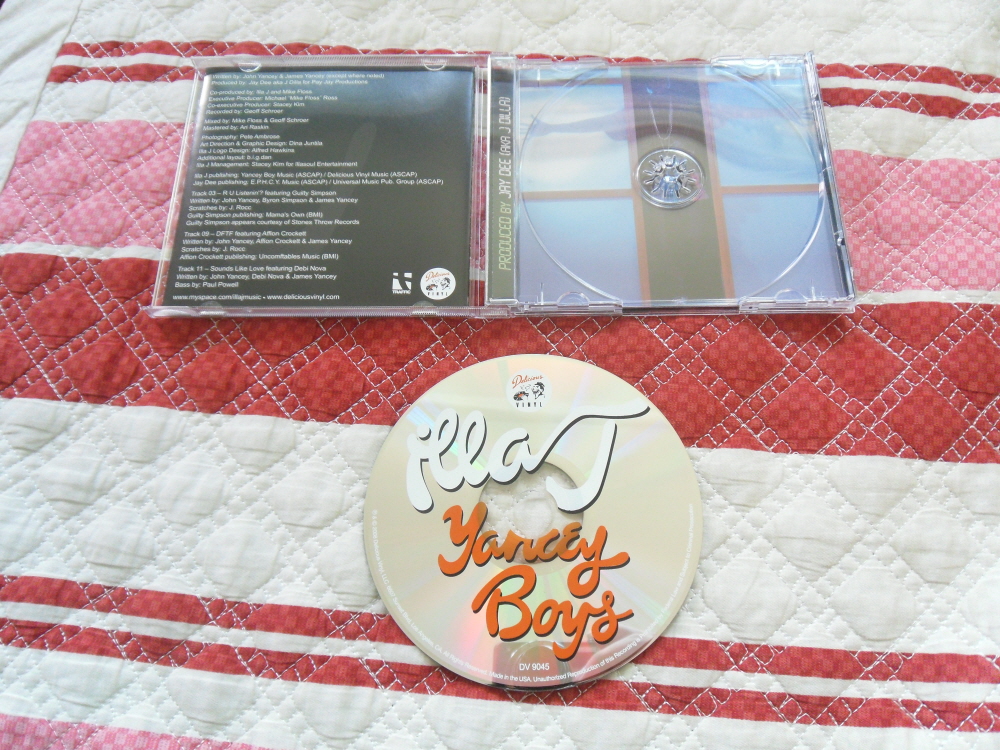 Written by: John Yancey & James Yancey (except where noted)
Produced by: Jay Dee aka J Dilla for Pay Jay Productions
Co-produced by: Illa J and Mike Floss
Executive Producer: Michael "Mike Floss" Ross
Co-executive Producer: Stacey Kim
Recorded by: Geoff Schroer
Mixed by: Mike Floss & Geoff Schroer
Mastered by: Ari Raskin
Photography: Pete Ambrose
Art Direction & Graphic Design: Dina Juntila
Illa J Logo Design: Alfred Hawkins
Additional layout: b.i.g.dan
Illa J Management: Stacey Kim for Illasoul Entertainment
Illa J publishing: Yancey Boy Music (ASCAP) / Delicious Vinyl Music (ASCAP)
Jay Dee publishing: E.P.H.C.Y. Music (ASCAP) / Universal Music Pub. Group (ASCAP)
Track 03 – R U Listenin'? featuring Guilty Simpson
Written by: John Yancey, Byron Simpson & James Yancey
Scratches by: J. Rocc
Guilty Simpson publishing: Mama's Own (BMI)
Guilty Simpson appears courtesy of Stones Throw Records
Track 09 – DFTF featuring Affion Crockett
Written by: John Yancey, Affion Crockett & James Yancey
Scratches by: J. Rocc
Affion Crockett publishing: Uncomftables Music (BMI)
Track 11 – Sounds Like Love featuring Debi Nova
Written by: John Yancey, Debi Nova & James Yancey
Bass by: Paul Powell
www.myspace.com/illajmusic • www.deliciousvinyl.com
TRAFFIC
Delicious
VINYL
PRODUCED BY JAY DEE (AKA J DILLA)
Delicious
VINYL
illa J
Yancey
Boys
DV 9045
All Rights Reserved. Made in the USA. Unauthorized Reproduction of this